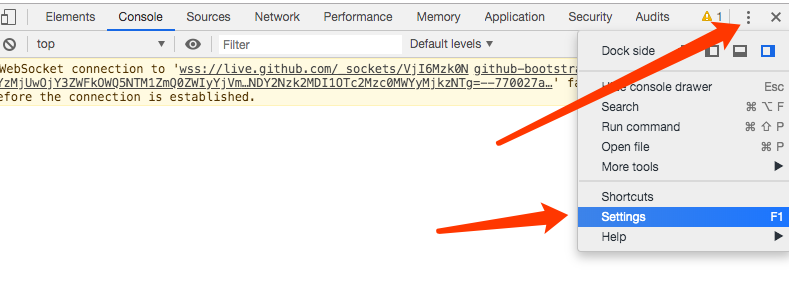 Elements Console Sources Network Performance Memory Application Security Audits 1
top Filter Default levels
Dock side
WebSocket connection to 'wss://live.github.com/_sockets/VjI6Mzk0N github-bootstra
YzMjUwOjY3ZWFkOWQ5NTM1ZmQ0ZWIyYjVm…NDY2Nzk2MDI1OTc2Mzc0MWYyMjkzNTg=--770027a…' fa
efore the connection is established.
console drawer Esc
Search ⌘ ⌥ F
Run command ⌘ ⇧ P
Open file ⌘ P
More tools
Shortcuts
Settings F1
Help